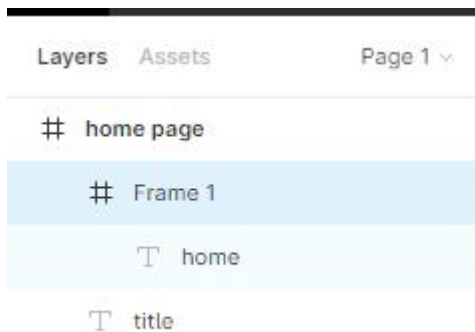 Layers Assets Page 1
home page
Frame 1
home
title